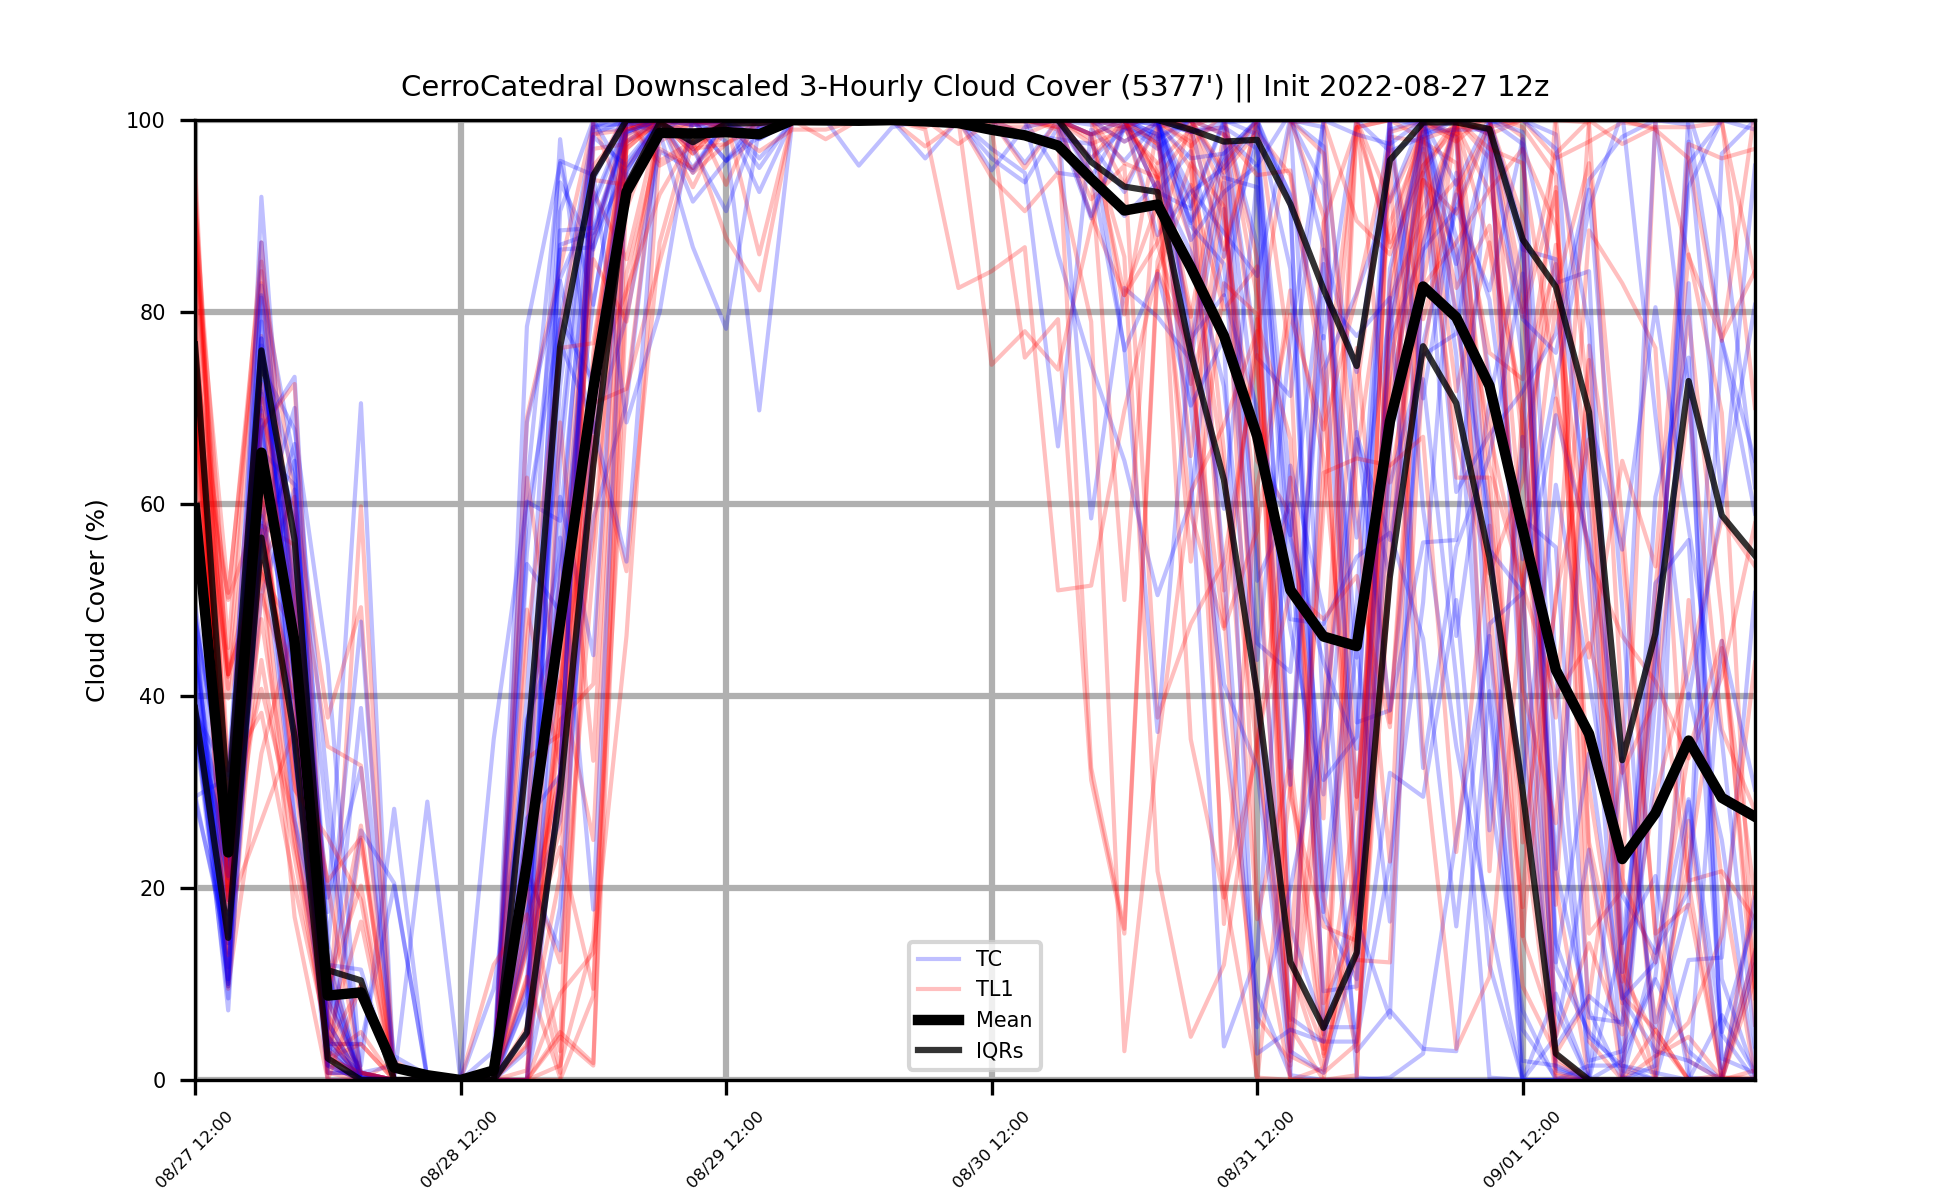 CerroCatedral Downscaled 3-Hourly Cloud Cover (5377') || Init 2022-08-27 12z
Cloud Cover (%)
100
80
60
40
20
0
TC
TL1
Mean
IQRs
08/27 12:00
08/28 12:00
08/29 12:00
08/30 12:00
08/31 12:00
09/01 12:00